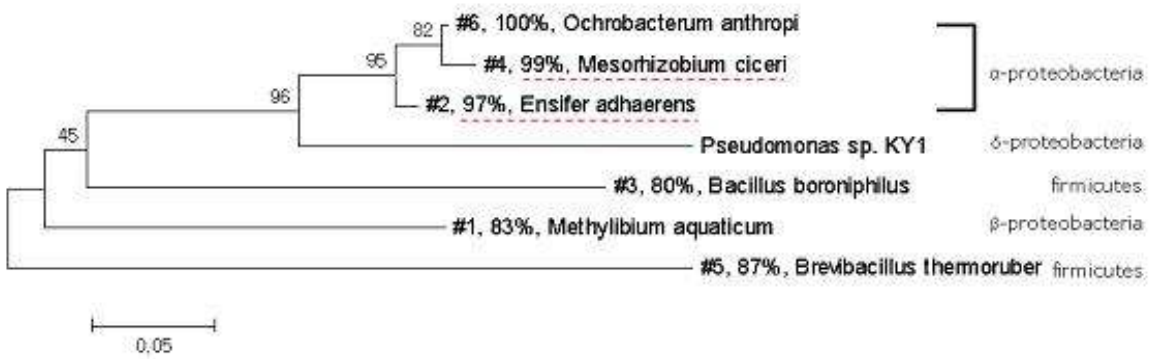 82 #6, 100%, Ochrobacterum anthropi
95 #4, 99%, Mesorhizobium ciceri α-proteobacteria
96 #2, 97%, Ensifer adhaerens
45 Pseudomonas sp. KY1 δ-proteobacteria
#3, 80%, Bacillus boroniphilus firmicutes
#1, 83%, Methylibium aquaticum β-proteobacteria
#5, 87%, Brevibacillus thermoruber firmicutes
0,05